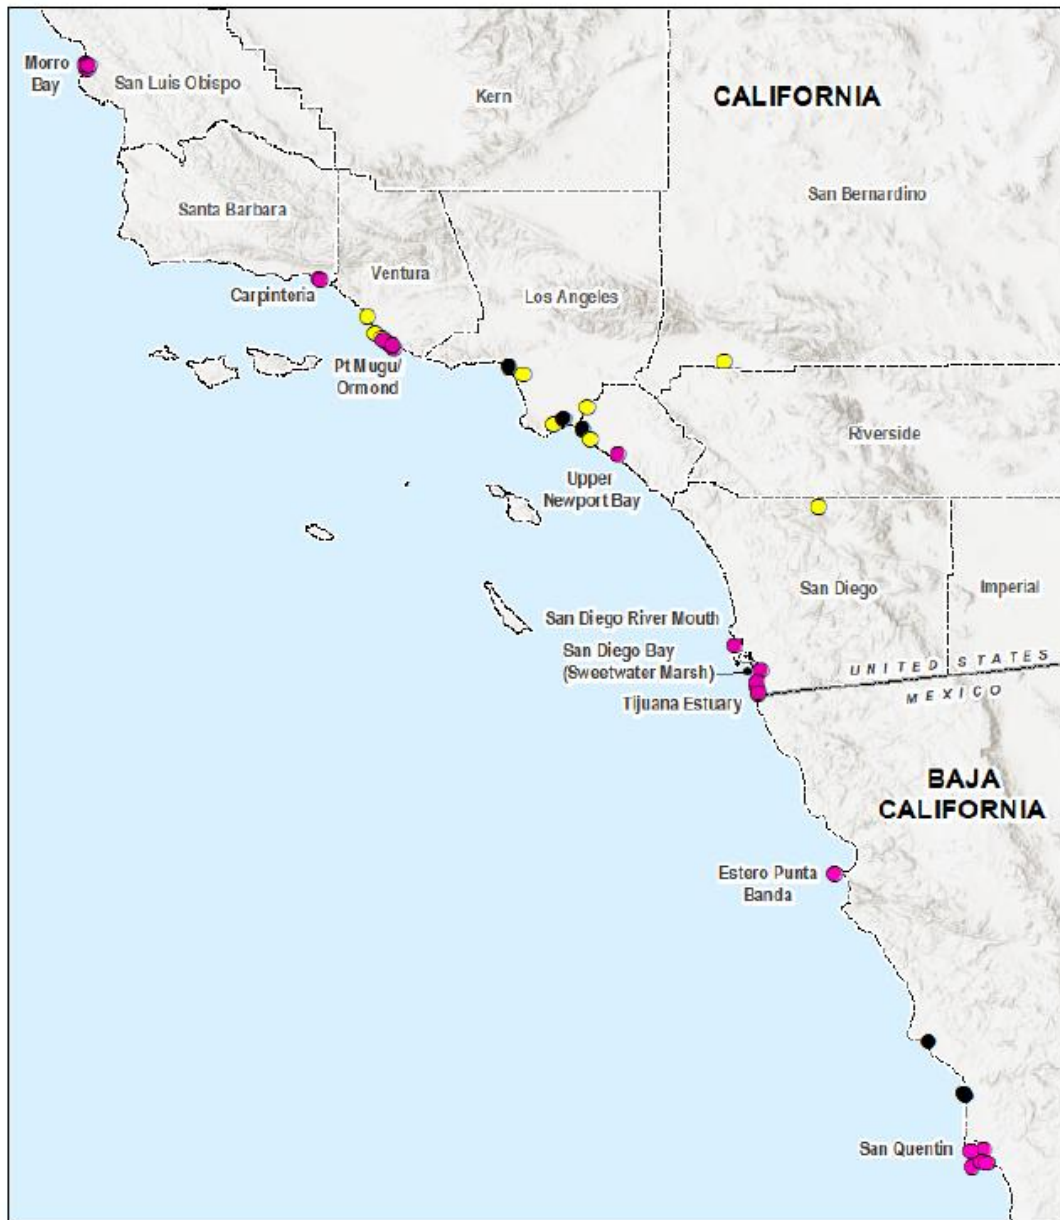 Morro
Bay
San Luis Obispo
Kern
CALIFORNIA
San Bernardino
Santa Barbara
Ventura
Carpinteria
Los Angeles
Pt Mugu/
Ormond
Riverside
Upper
Newport Bay
San Diego
Imperial
San Diego River Mouth
San Diego Bay
(Sweetwater Marsh)
UNITED STATES
MEXICO
Tijuana Estuary
BAJA
CALIFORNIA
Estero Punta
Banda
San Quentin